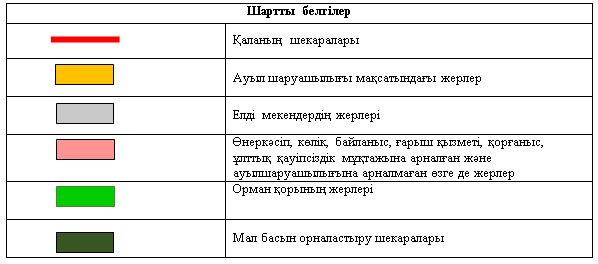 Шартты белгілер
Қаланың шекаралары
Ауыл шаруашылығы мақсатындағы жерлер
Елді мекендердің жерлері
Өнеркәсіп, көлік, байланыс, ғарыш қызметі, қорғаныс,
ұлттық қауіпсіздік мұқтажына арналған және
ауылшаруашылығына арналмаған өзге де жерлер
Орман қорының жерлері
Мал басын орналастыру шекаралары